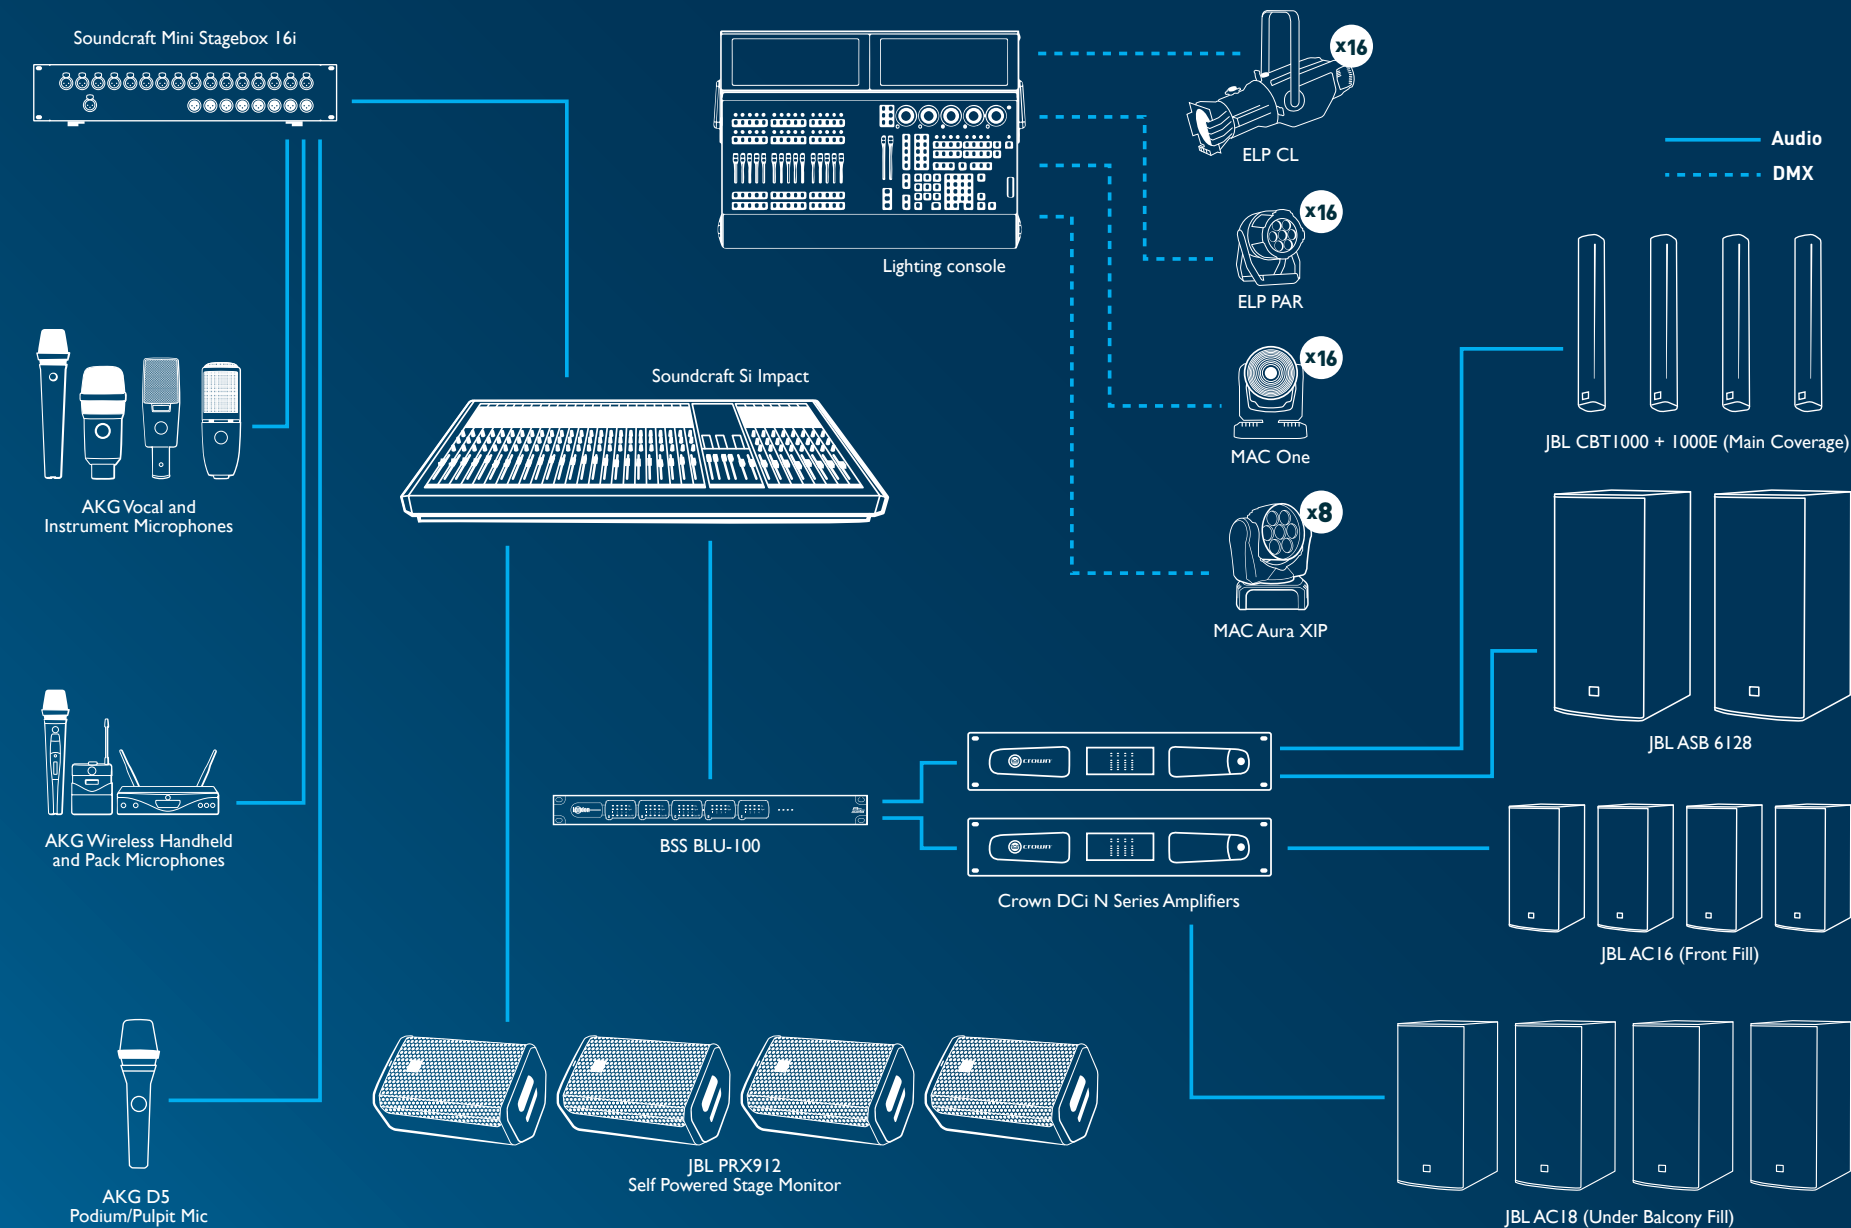 Soundcraft Mini Stagebox 16i
x16
ELP CL
Audio
DMX
x16
ELP PAR
Lighting console
x16
MAC One
Soundcraft Si Impact
JBL CBT1000 + 1000E (Main Coverage)
AKG Vocal and
Instrument Microphones
x8
MAC Aura XIP
JBL ASB 6128
crown
crown
BSS BLU-100
Crown DCi N Series Amplifiers
AKG Wireless Handheld
and Pack Microphones
JBL AC16 (Front Fill)
JBL PRX912
Self Powered Stage Monitor
AKG D5
Podium/Pulpit Mic
JBL AC18 (Under Balcony Fill)